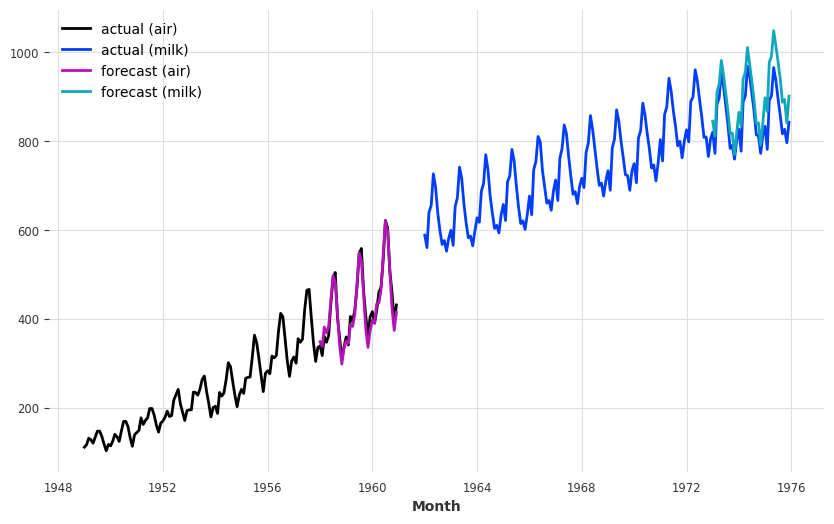 actual (air)
actual (milk)
forecast (air)
forecast (milk)
1000
800
600
400
200
1948 1952 1956 1960 1964 1968 1972 1976
Month